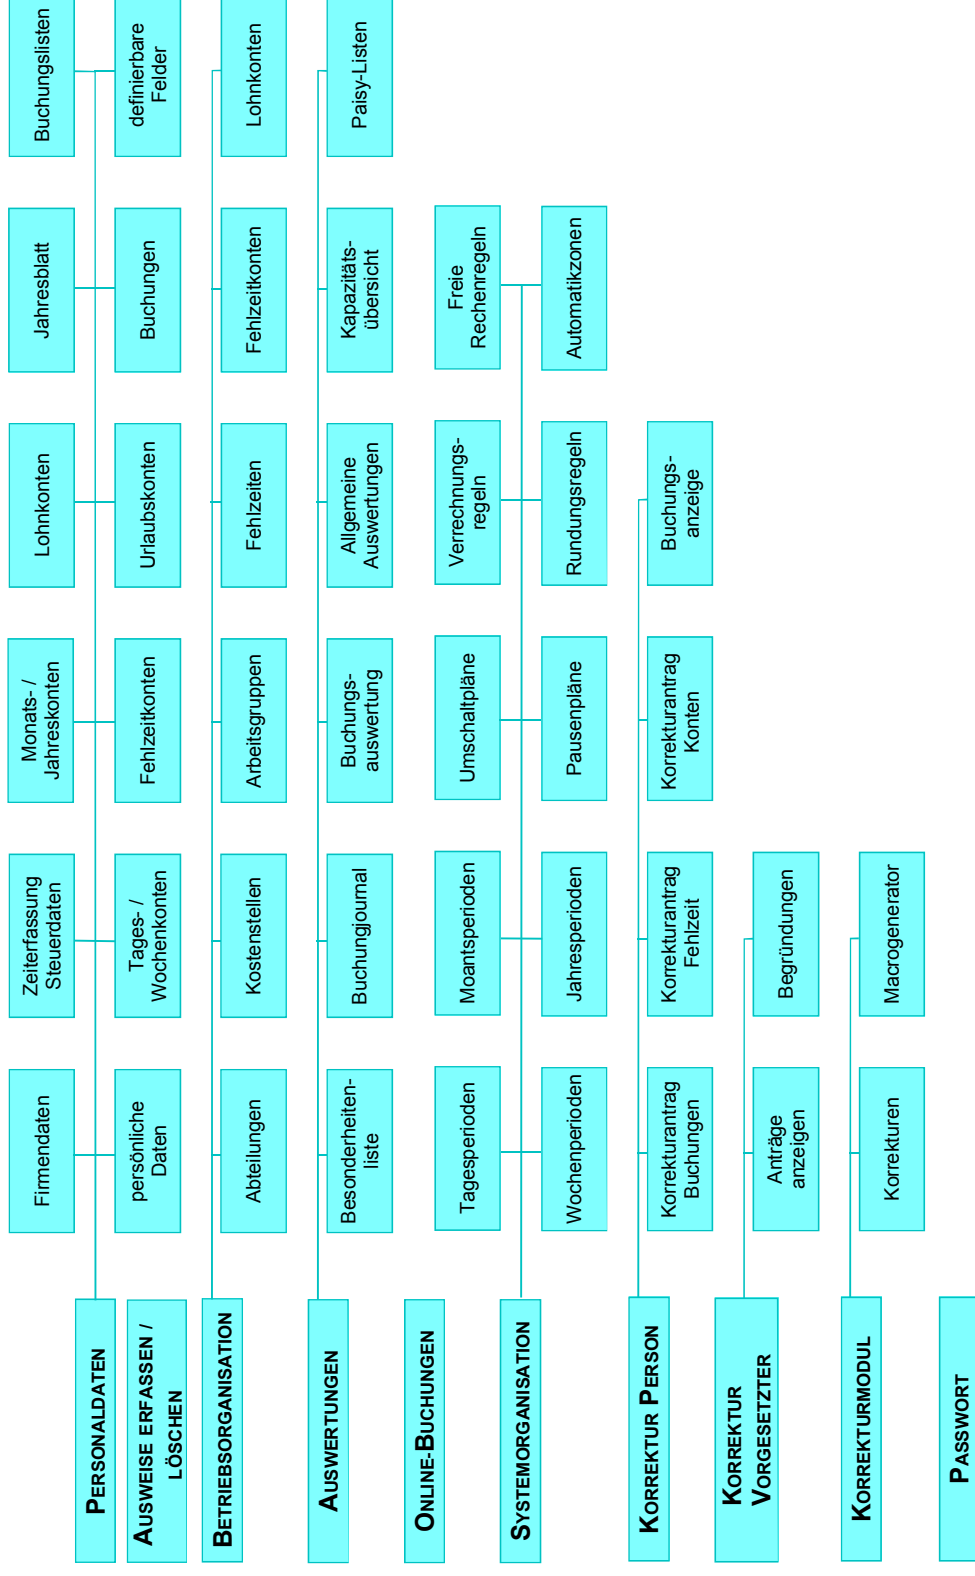 PERSONALDATEN
Firmendaten
Zeiterfassung
Steuerdaten
Monats- /
Jahreskonten
Lohnkonten
Jahresblatt
Buchungslisten
persönliche
Daten
Tages- /
Wochenkonten
Fehlzeitkonten
Urlaubskonten
Buchungen
definierbare
Felder
AUSWEISE ERFASSEN /
LÖSCHEN
BETRIEBSORGANISATION
Abteilungen
Kostenstellen
Arbeitsgruppen
Fehlzeiten
Fehlzeitkonten
Lohnkonten
AUSWERTUNGEN
Besonderheiten-
liste
Buchungjournal
Buchungs-
auswertung
Allgemeine
Auswertungen
Kapazitäts-
übersicht
Paisy-Listen
ONLINE-BUCHUNGEN
SYSTEMORGANISATION
Tagesperioden
Moantsperioden
Umschaltpläne
Verrechnungs-
regeln
Freie
Rechenregeln
Wochenperioden
Jahresperioden
Pausenpläne
Rundungsregeln
Automatikzonen
KORREKTUR PERSON
Korrekturantrag
Buchungen
Korrekturantrag
Fehlzeit
Korrekturantrag
Konten
Buchungs-
anzeige
KORREKTUR
VORGESETZTER
Anträge
anzeigen
Begründungen
KORREKTURMODUL
Korrekturen
Macrogenerator
PASSWORT